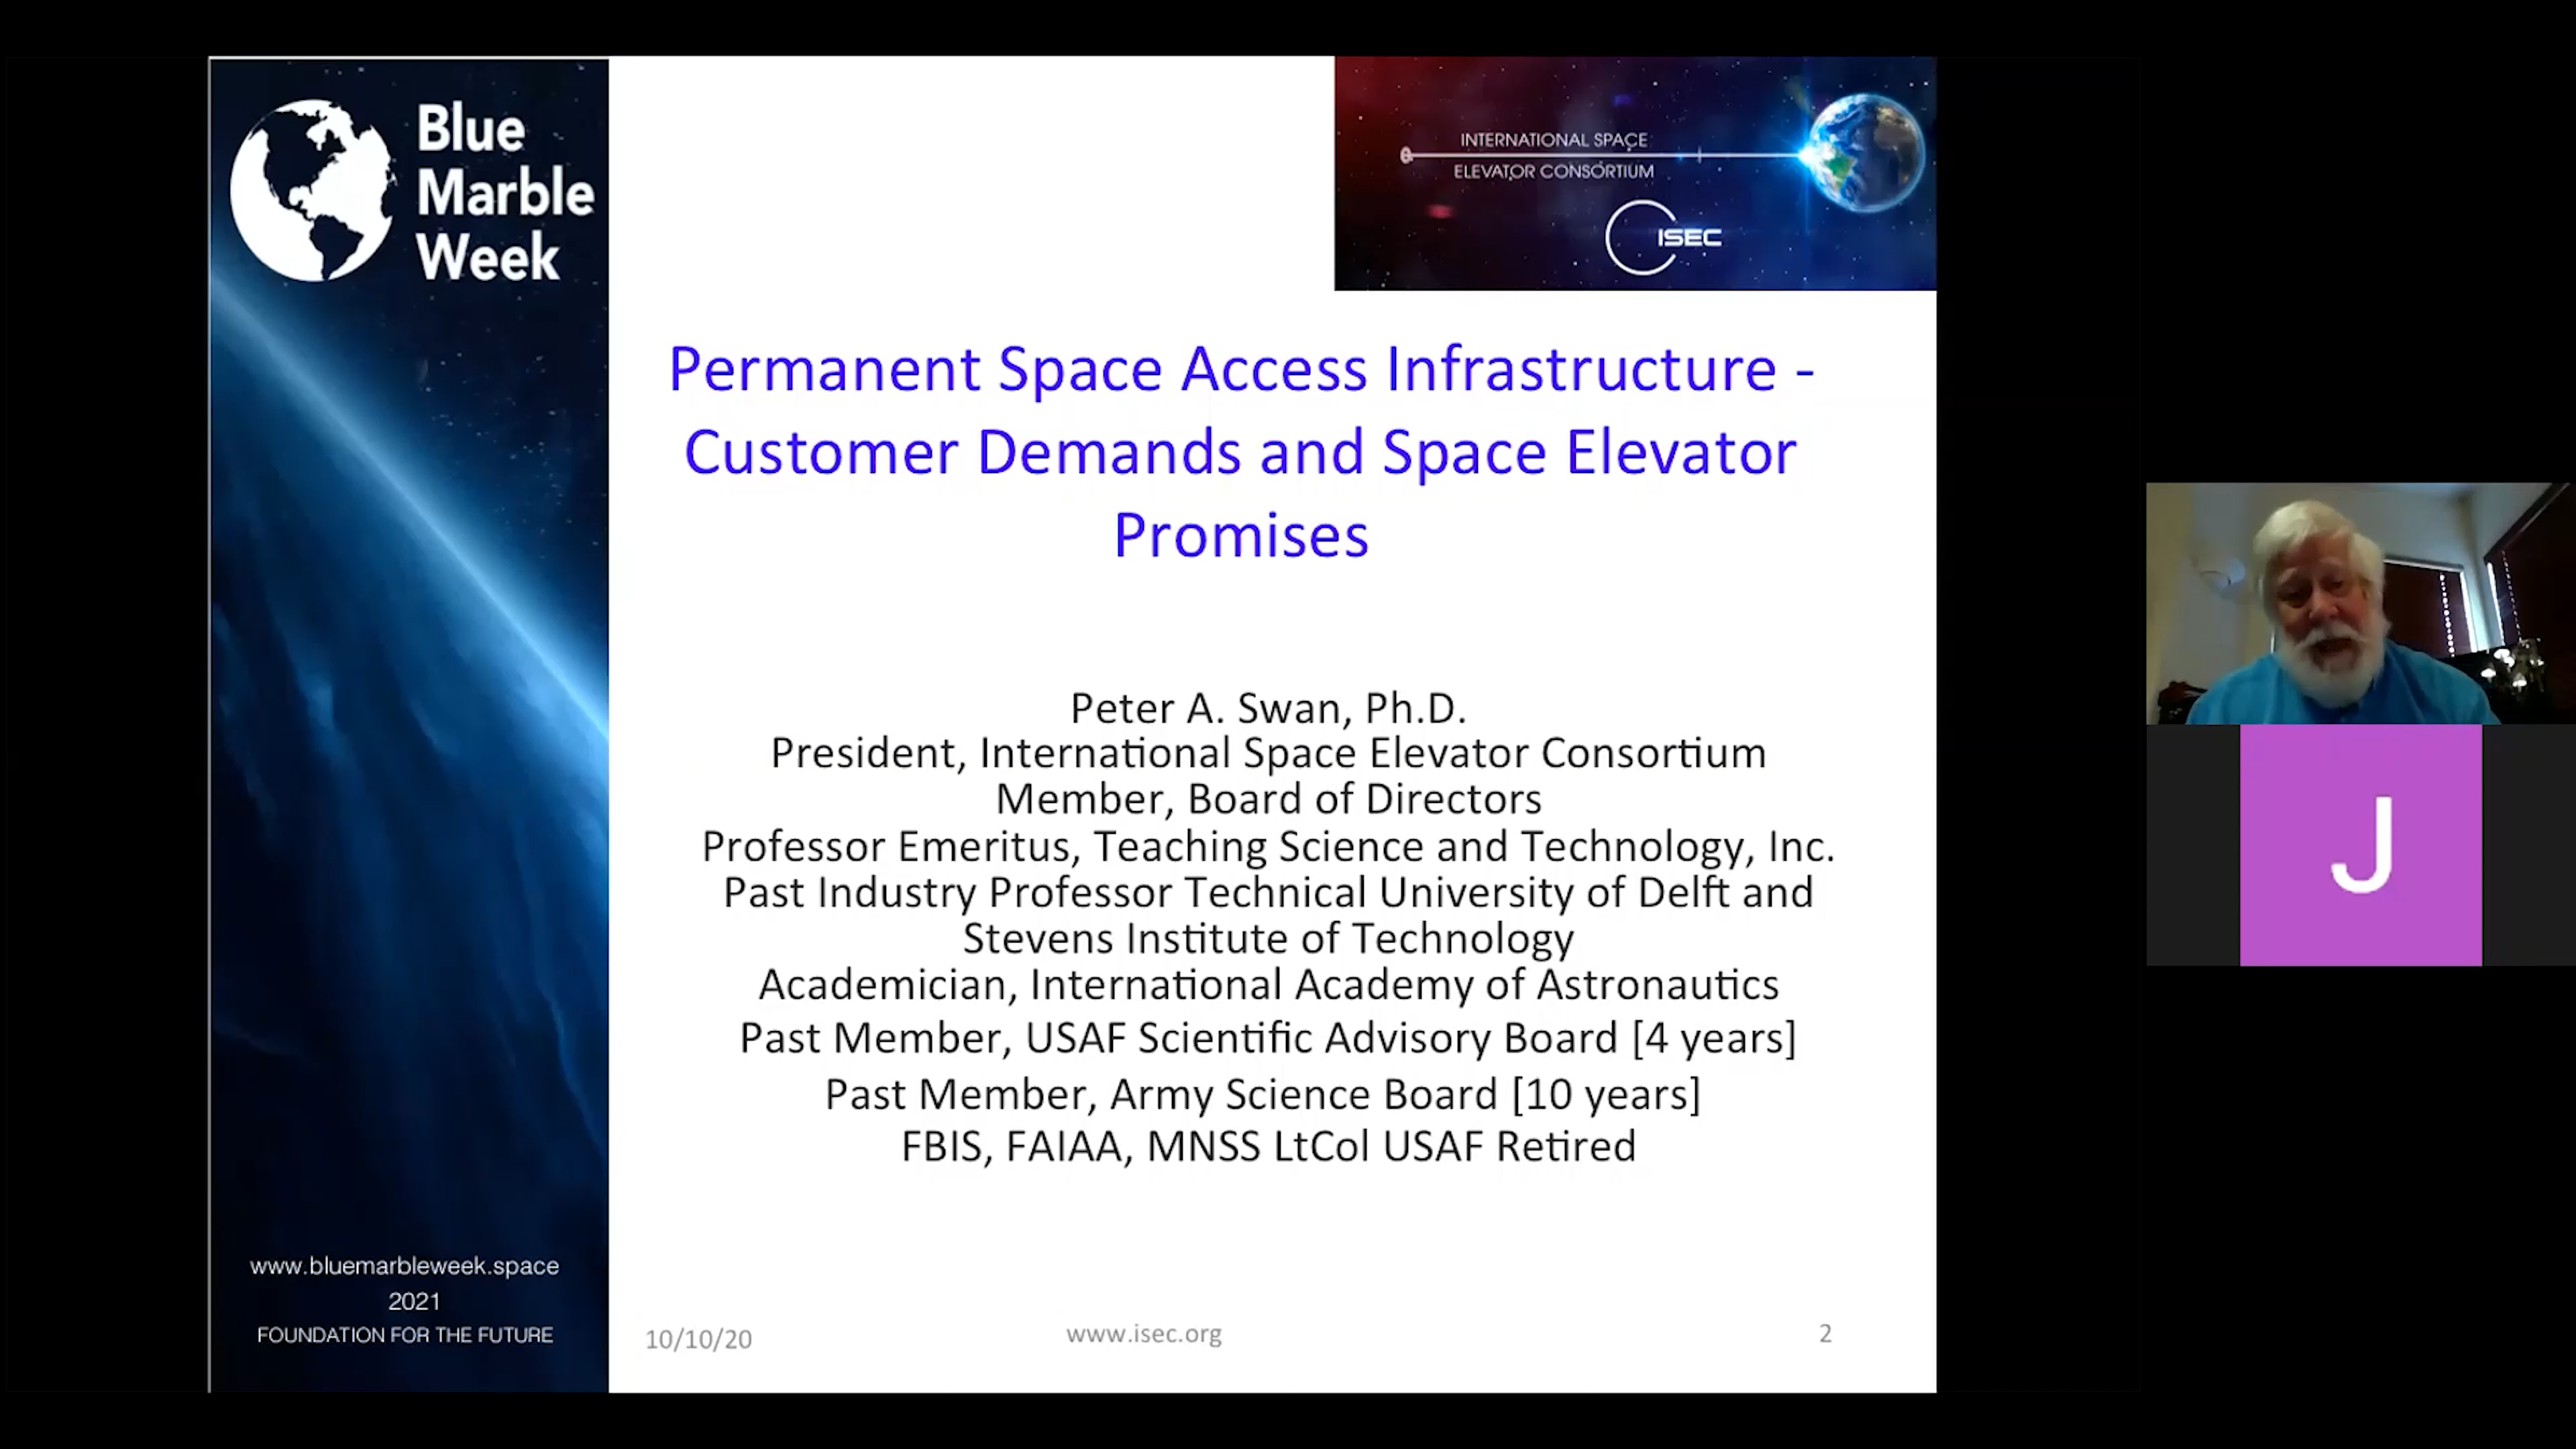 Blue
Marble
Week
INTERNATIONAL SPACE
ELEVATOR CONSORTIUM
ISEC
Permanent Space Access Infrastructure -
Customer Demands and Space Elevator
Promises
Peter A. Swan, Ph.D.
President, International Space Elevator Consortium
Member, Board of Directors
Professor Emeritus, Teaching Science and Technology, Inc.
Past Industry Professor Technical University of Delft and
Stevens Institute of Technology
Academician, International Academy of Astronautics
Past Member, USAF Scientific Advisory Board [4 years]
Past Member, Army Science Board [10 years]
FBIS, FAIAA, MNSS LtCol USAF Retired
www.bluemarbleweek.space
2021
FOUNDATION FOR THE FUTURE
10/10/20
www.isec.org
2
J